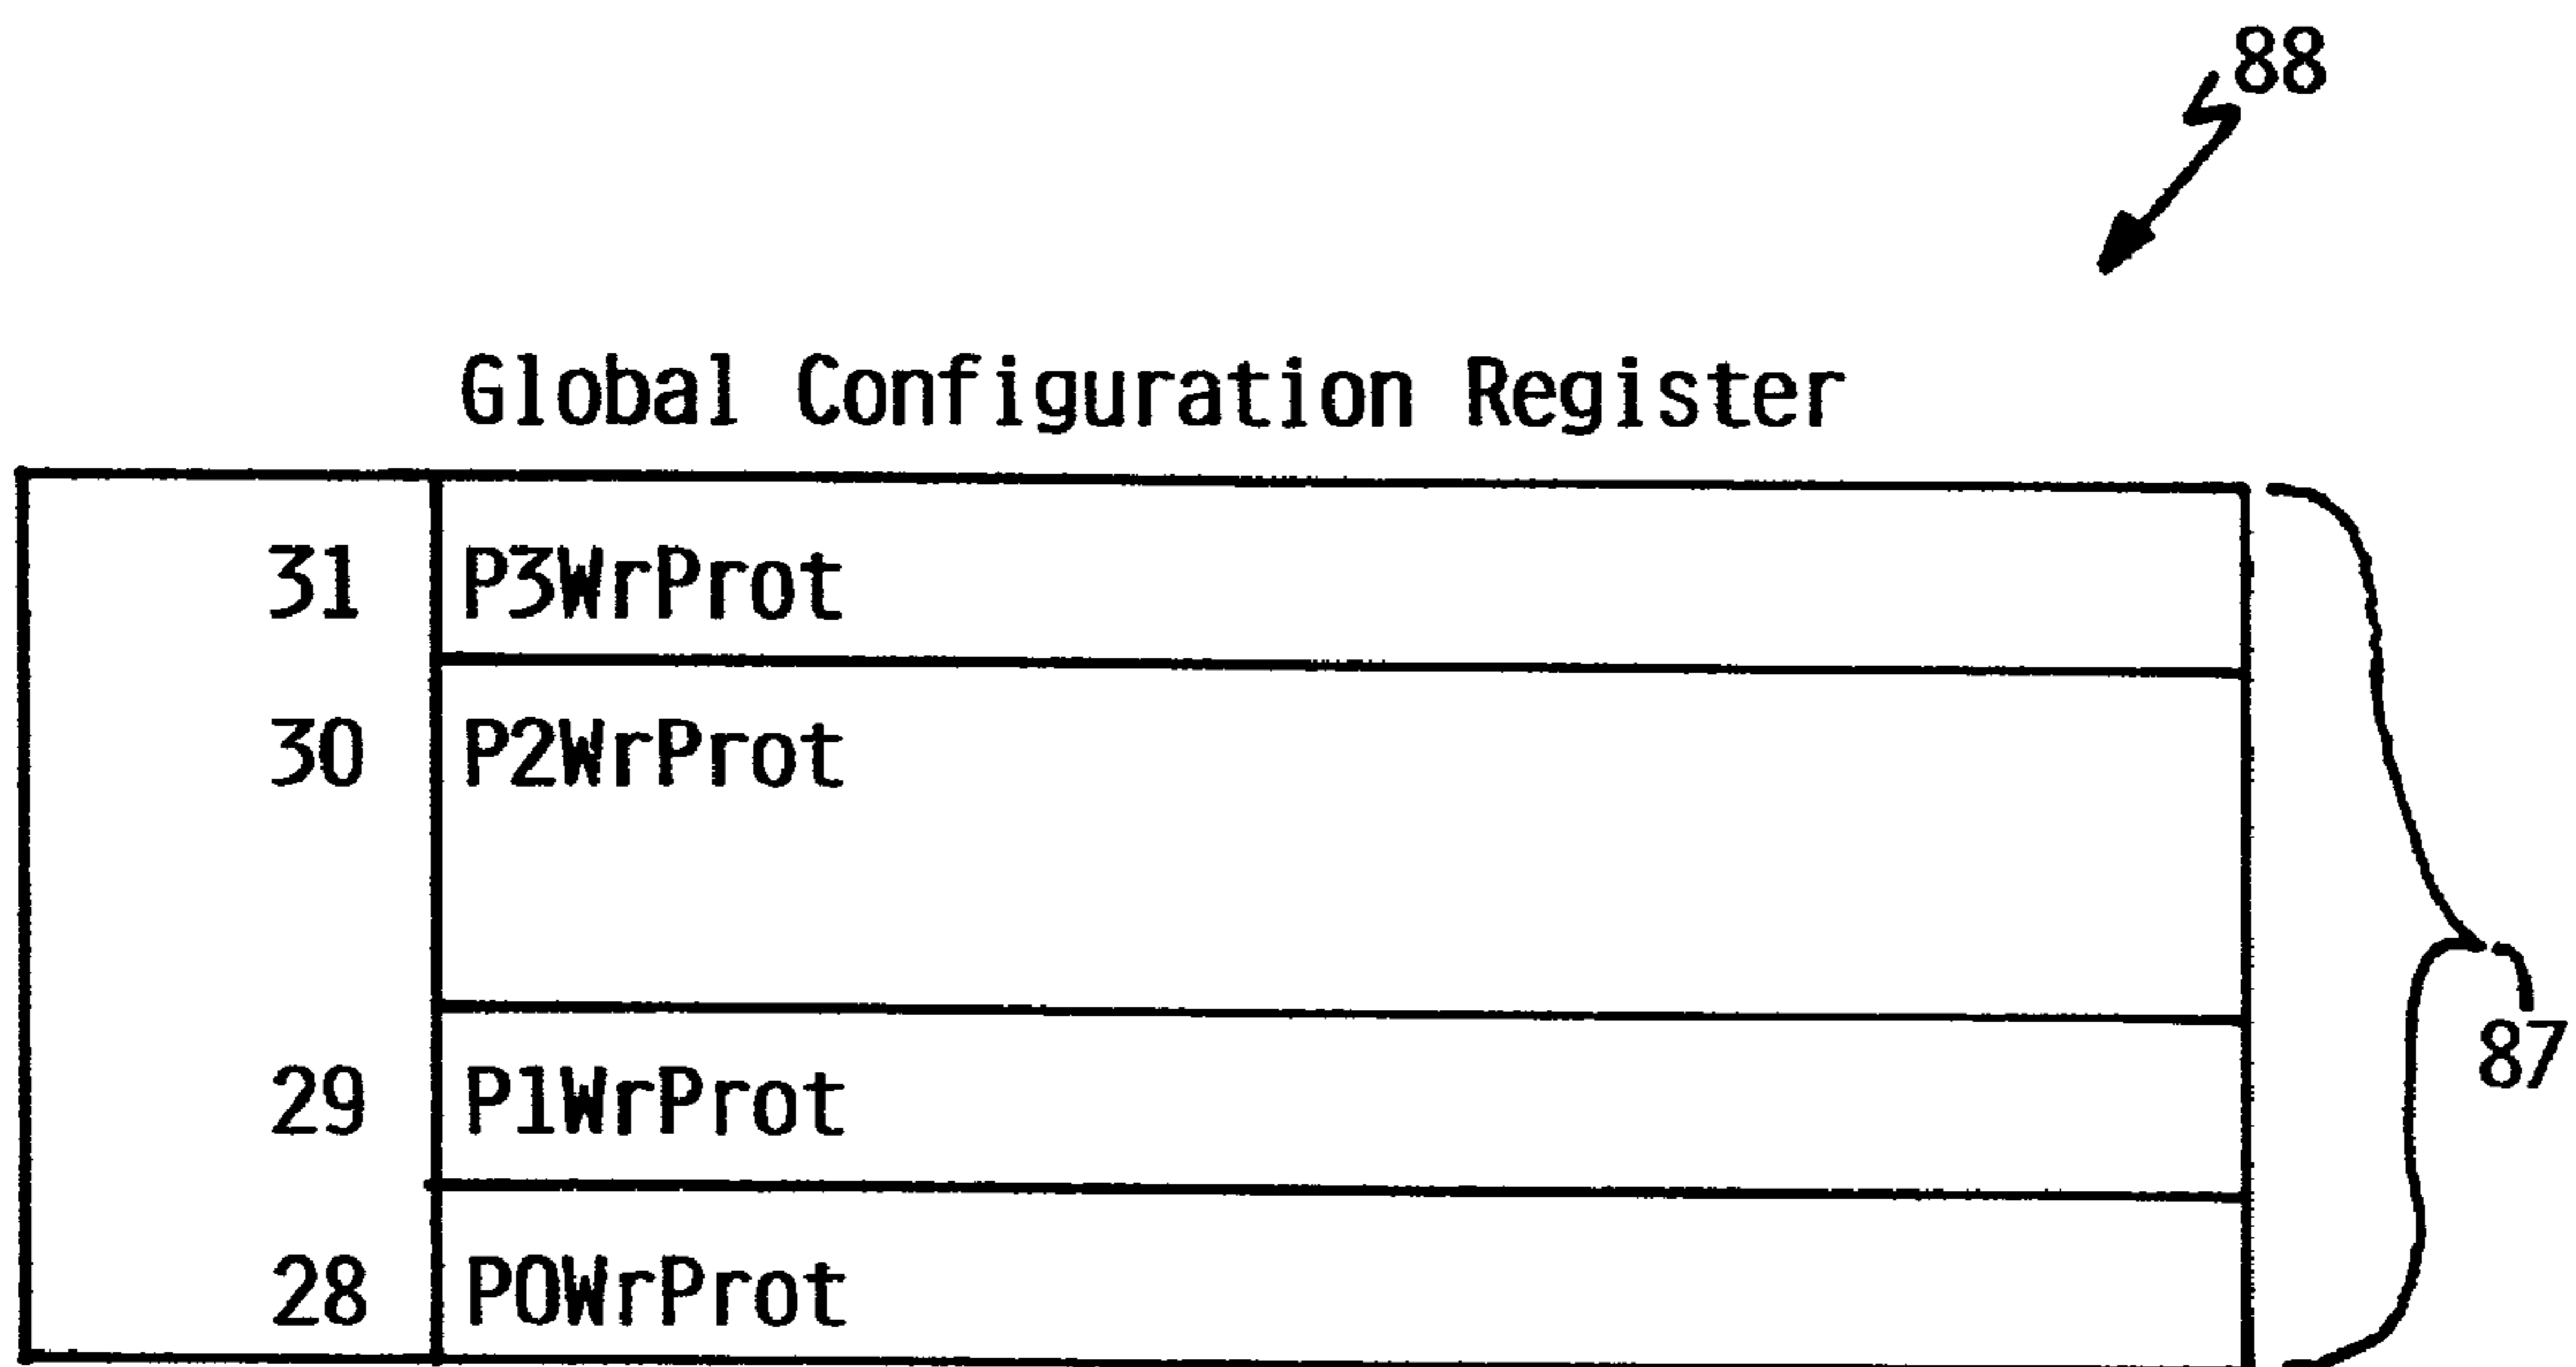 88
Global Configuration Register
31 P3WrProt
30 P2WrProt
29 P1WrProt
87
28 P0WrProt